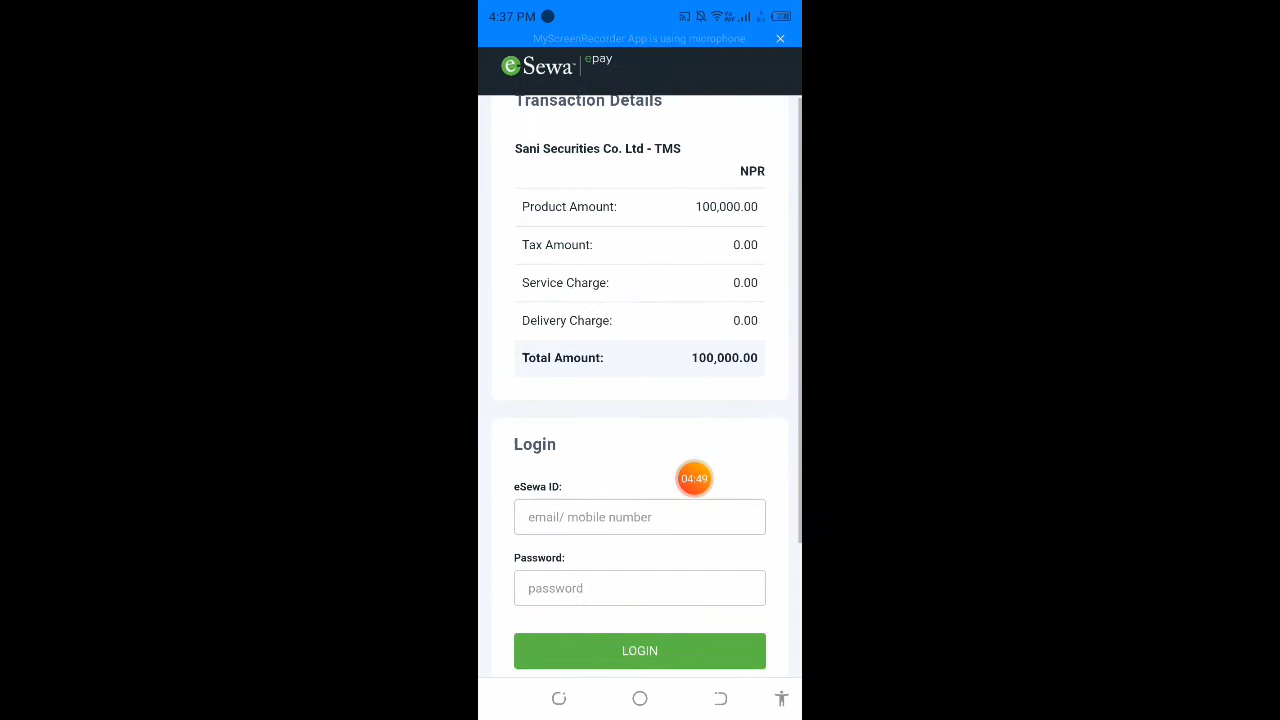 4:37 PM
MyScreenRecorder App is using microphone
eSewa epay
Transaction Details
Sani Securities Co. Ltd - TMS
NPR
Product Amount: 100,000.00
Tax Amount: 0.00
Service Charge: 0.00
Delivery Charge: 0.00
Total Amount: 100,000.00
Login
04:49
eSewa ID:
email/ mobile number
Password:
password
LOGIN